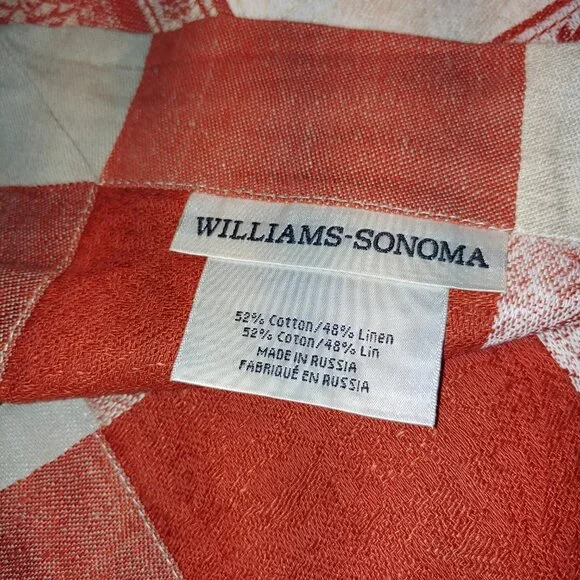 WILLIAMS-SONOMA
52% Cotton/48% Linen
52% Coton/48% Lin
MADE IN RUSSIA
FABRIQUÉ EN RUSSIA